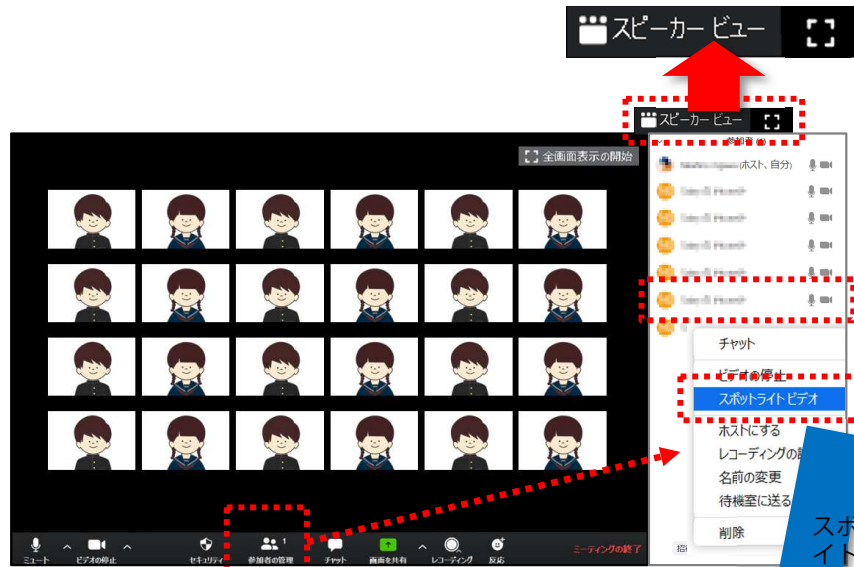 スピーカー ビュー
スピーカー ビュー
全画面表示の開始
(ホスト、自分)
チャット
ビデオの停止
スポットライト ビデオ
ホストにする
レコーディングの
名前の変更
待機室に送る
削除
スポ
イト
ミュート
ビデオの停止
セキュリティ
参加者の管理
1
チャット
画面を共有
レコーディング
反応
ミーティングの終了